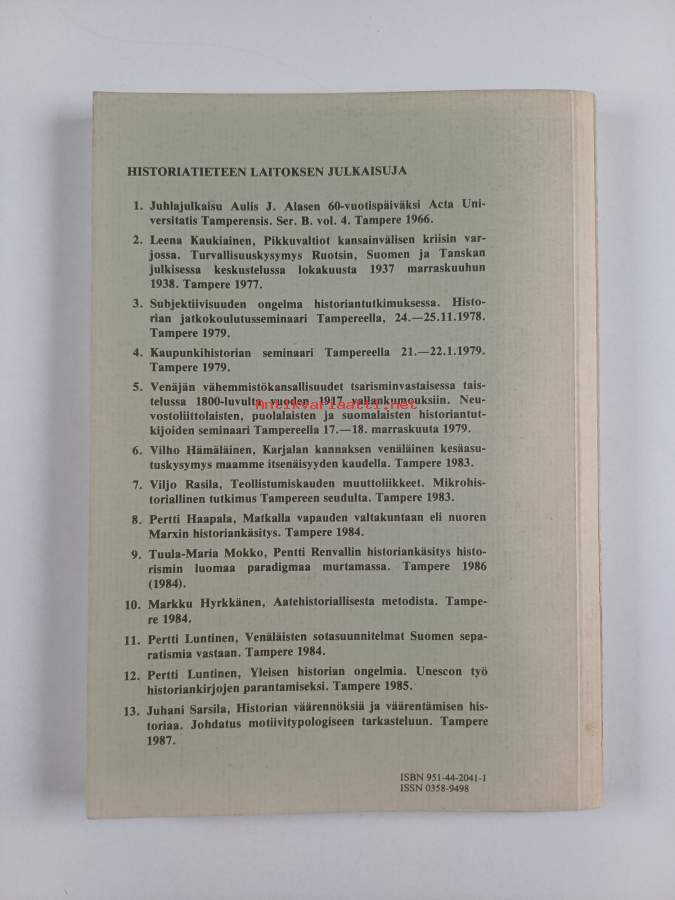 HISTORIATIETEEN LAITOKSEN JULKAISUJA
1. Juhlajulkaisu Aulis J. Alasen 60-vuotispäiväksi Acta Uni-
versitatis Tamperensis. Ser. B. vol. 4. Tampere 1966.
2. Leena Kaukiainen, Pikkuvaltiot kansainvälisen kriisin var-
jossa. Turvallisuuskysymys Ruotsin, Suomen ja Tanskan
julkisessa keskustelussa lokakuusta 1937 marraskuuhun
1938. Tampere 1977.
3. Subjektiivisuuden ongelma historiantutkimuksessa. Histo-
rian jatkokoulutusseminaari Tampereella, 24.—25.11.1978.
Tampere 1979.
4. Kaupunkihistorian seminaari Tampereella 21.—22.1.1979.
Tampere 1979.
5. Venäjän vähemmistökansallisuudet tsarisminvastaisessa tais-
telussa 1800-luvulta vuoden 1917 vallankumouksiin. Neu-
Antikvariaatti.net
vostoliittolaisten, puolalaisten ja suomalaisten historiantut-
kijoiden seminaari Tampereella 17.—18. marraskuuta 1979.
6. Vilho Hämäläinen, Karjalan kannaksen venäläinen kesäasu-
tuskysymys maamme itsenäisyyden kaudella. Tampere 1983.
7. Viljo Rasila, Teollistumiskauden muuttoliikkeet. Mikrohis-
toriallinen tutkimus Tampereen seudulta. Tampere 1983.
8. Pertti Haapala, Matkalla vapauden valtakuntaan eli nuoren
Marxin historiankäsitys. Tampere 1984.
9. Tuula-Maria Mokko, Pentti Renvallin historiankäsitys histo-
rismin luomaa paradigmaa murtamassa. Tampere 1986
(1984).
10. Markku Hyrkkänen, Aatehistoriallisesta metodista. Tampe-
re 1984.
11. Pertti Luntinen, Venäläisten sotasuunnitelmat Suomen sepa-
ratismia vastaan. Tampere 1984.
12. Pertti Luntinen, Yleisen historian ongelmia. Unescon työ
historiankirjojen parantamiseksi. Tampere 1985.
13. Juhani Sarsila, Historian väärennöksiä ja väärentämisen his-
toriaa. Johdatus motiivitypologiseen tarkasteluun. Tampere
1987.
ISBN 951-44-2041-1
ISSN 0358-9498